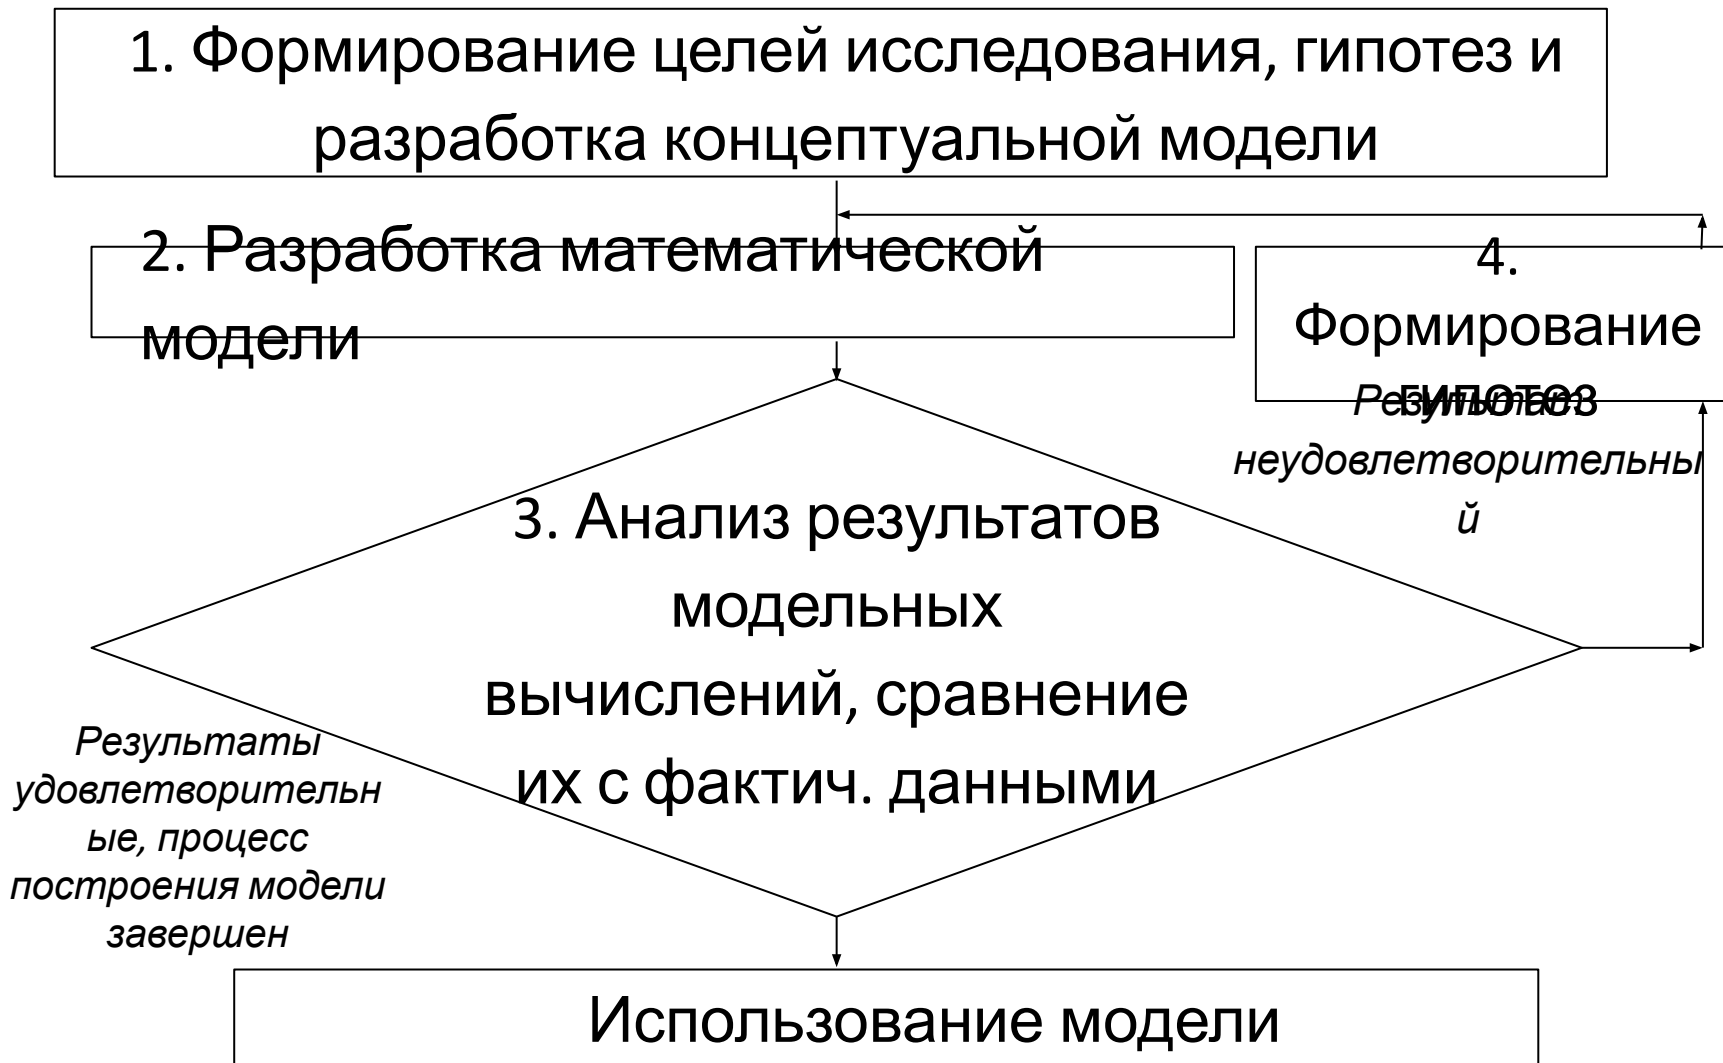 1. Формирование целей исследования, гипотез и
разработка концептуальной модели
2. Разработка математической
модели
4.
Формирование
гипотез
Результат
неудовлетворительны
й
3. Анализ результатов
модельных
вычислений, сравнение
их с фактич. данными
Результаты
удовлетворительн
ые, процесс
построения модели
завершен
Использование модели